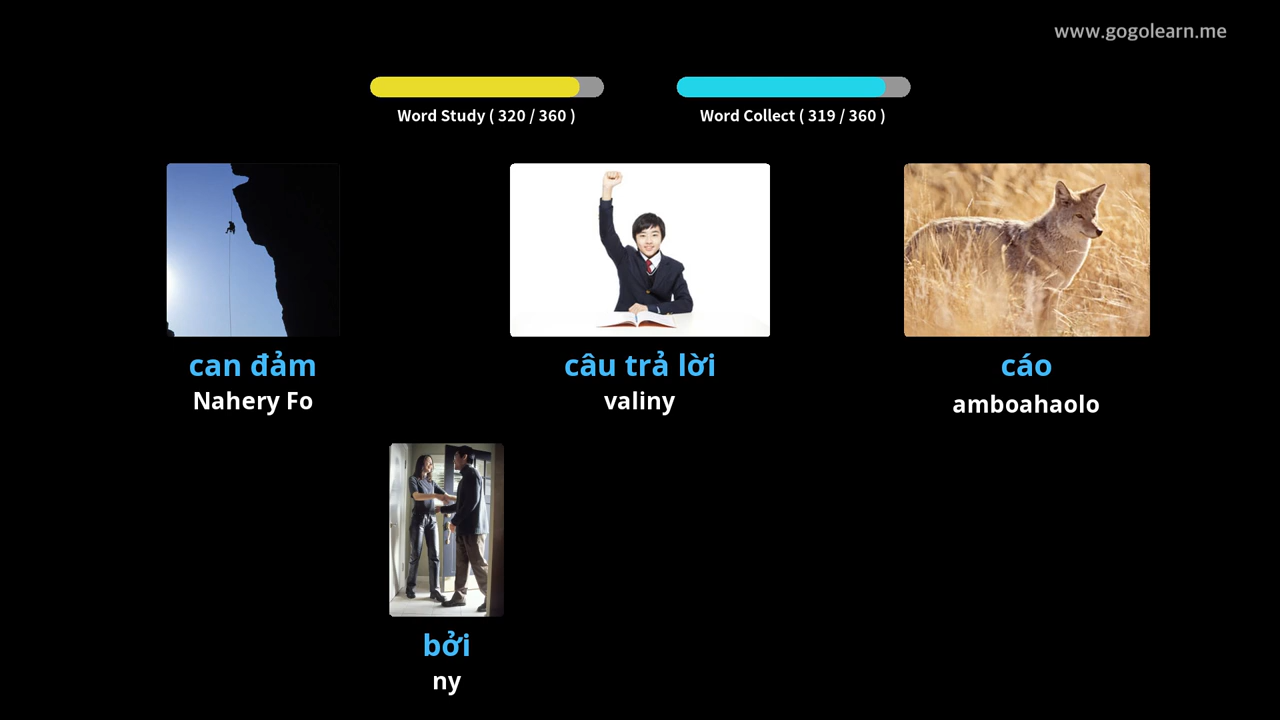 www.gogolearn.me
Word Study ( 320 / 360 )
Word Collect ( 319 / 360 )
can đảm
Nahery Fo
câu trả lời
valiny
cáo
amboahaolo
bởi
ny